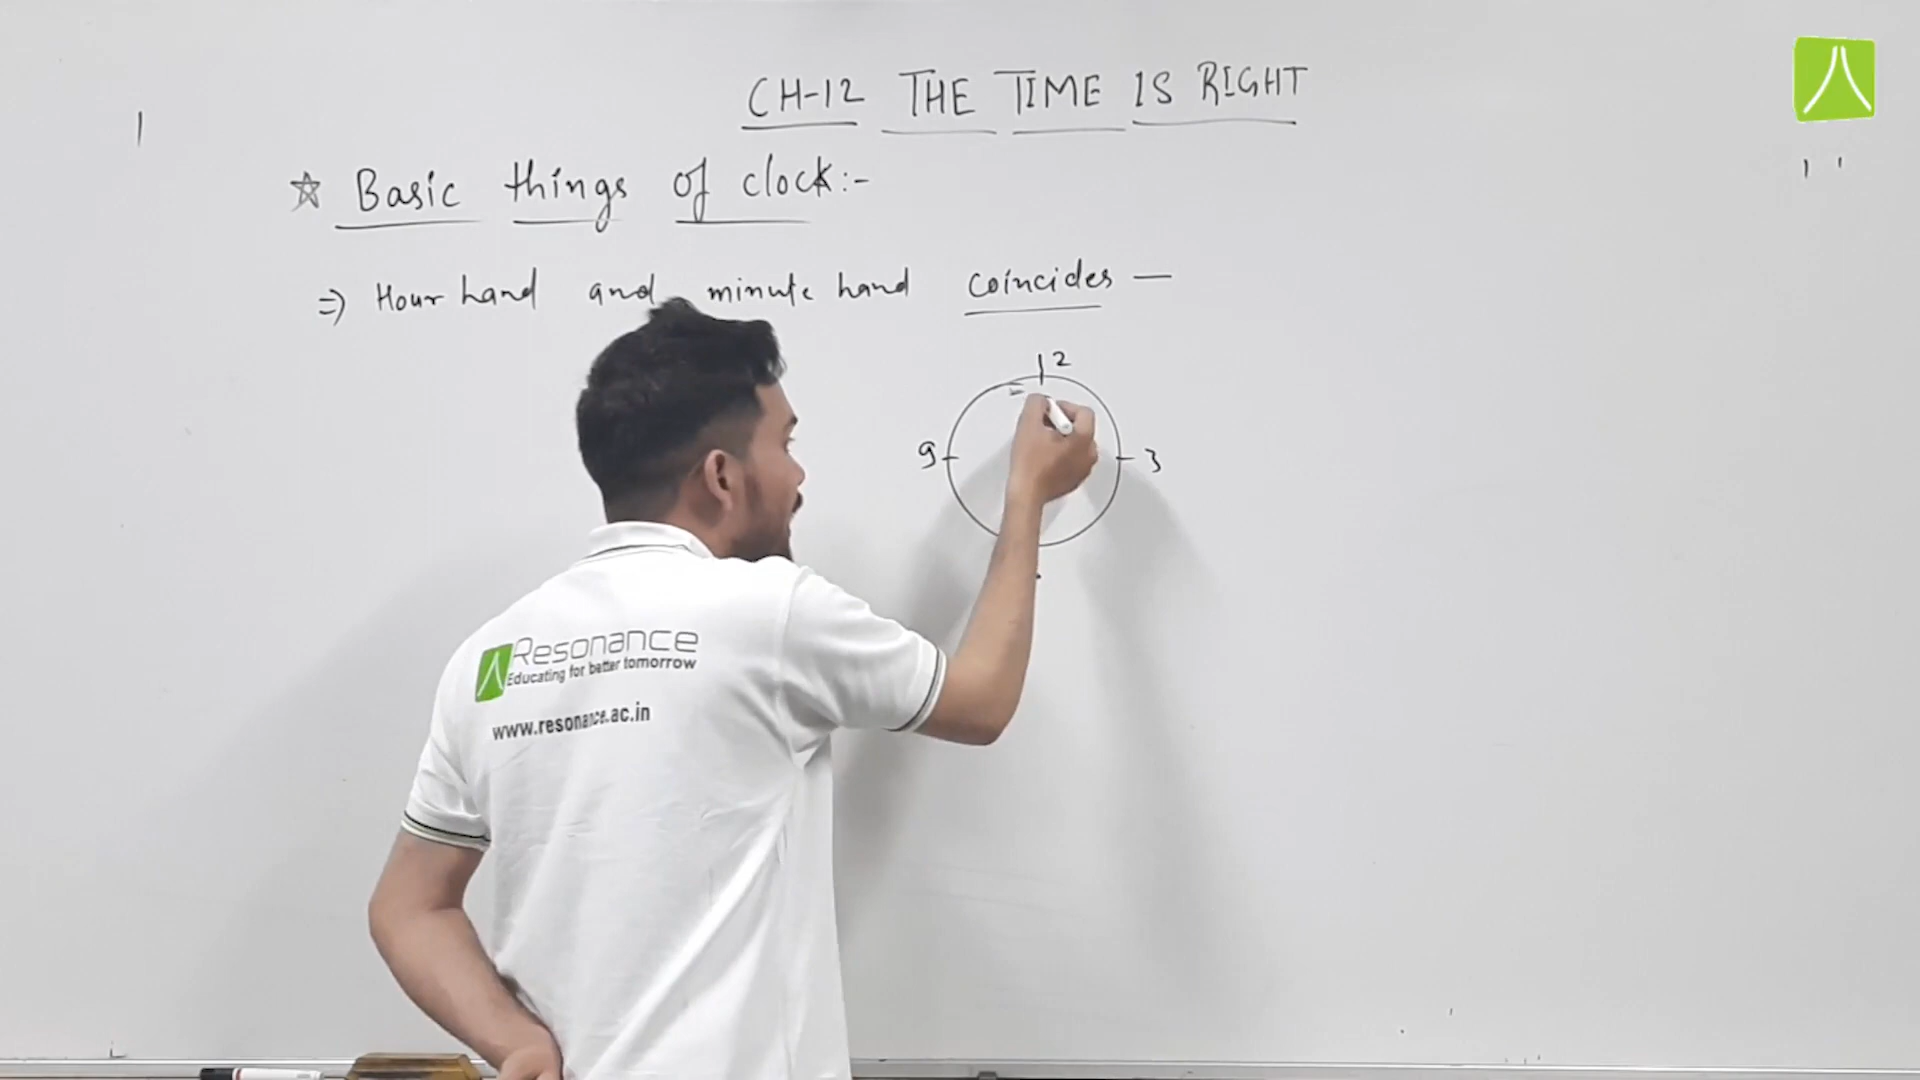 CH-12 THE TIME IS RIGHT
☆ Basic things of clock:-
⇒ Hour hand and minute hand coincides —
12
9
3
Resonance
Educating for better tomorrow
www.resonance.ac.in